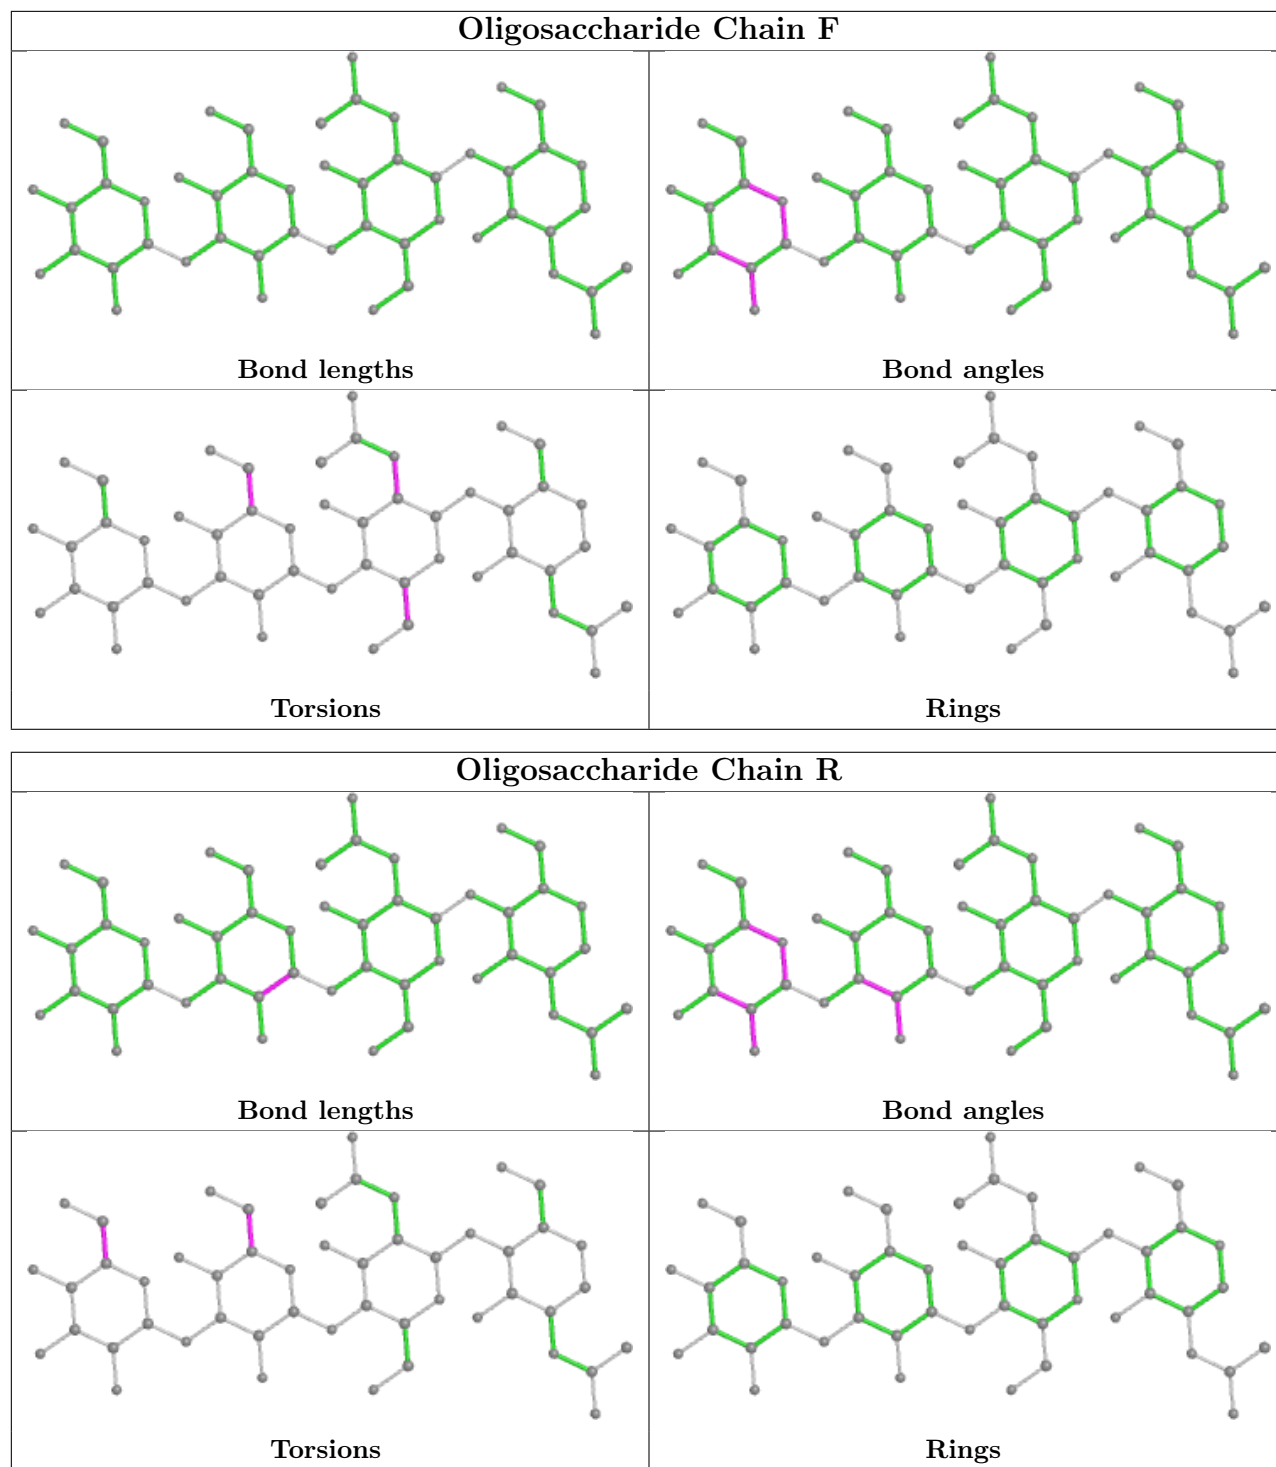 Oligosaccharide Chain F
Bond lengths
Bond angles
Torsions
Rings
Oligosaccharide Chain R
Bond lengths
Bond angles
Torsions
Rings